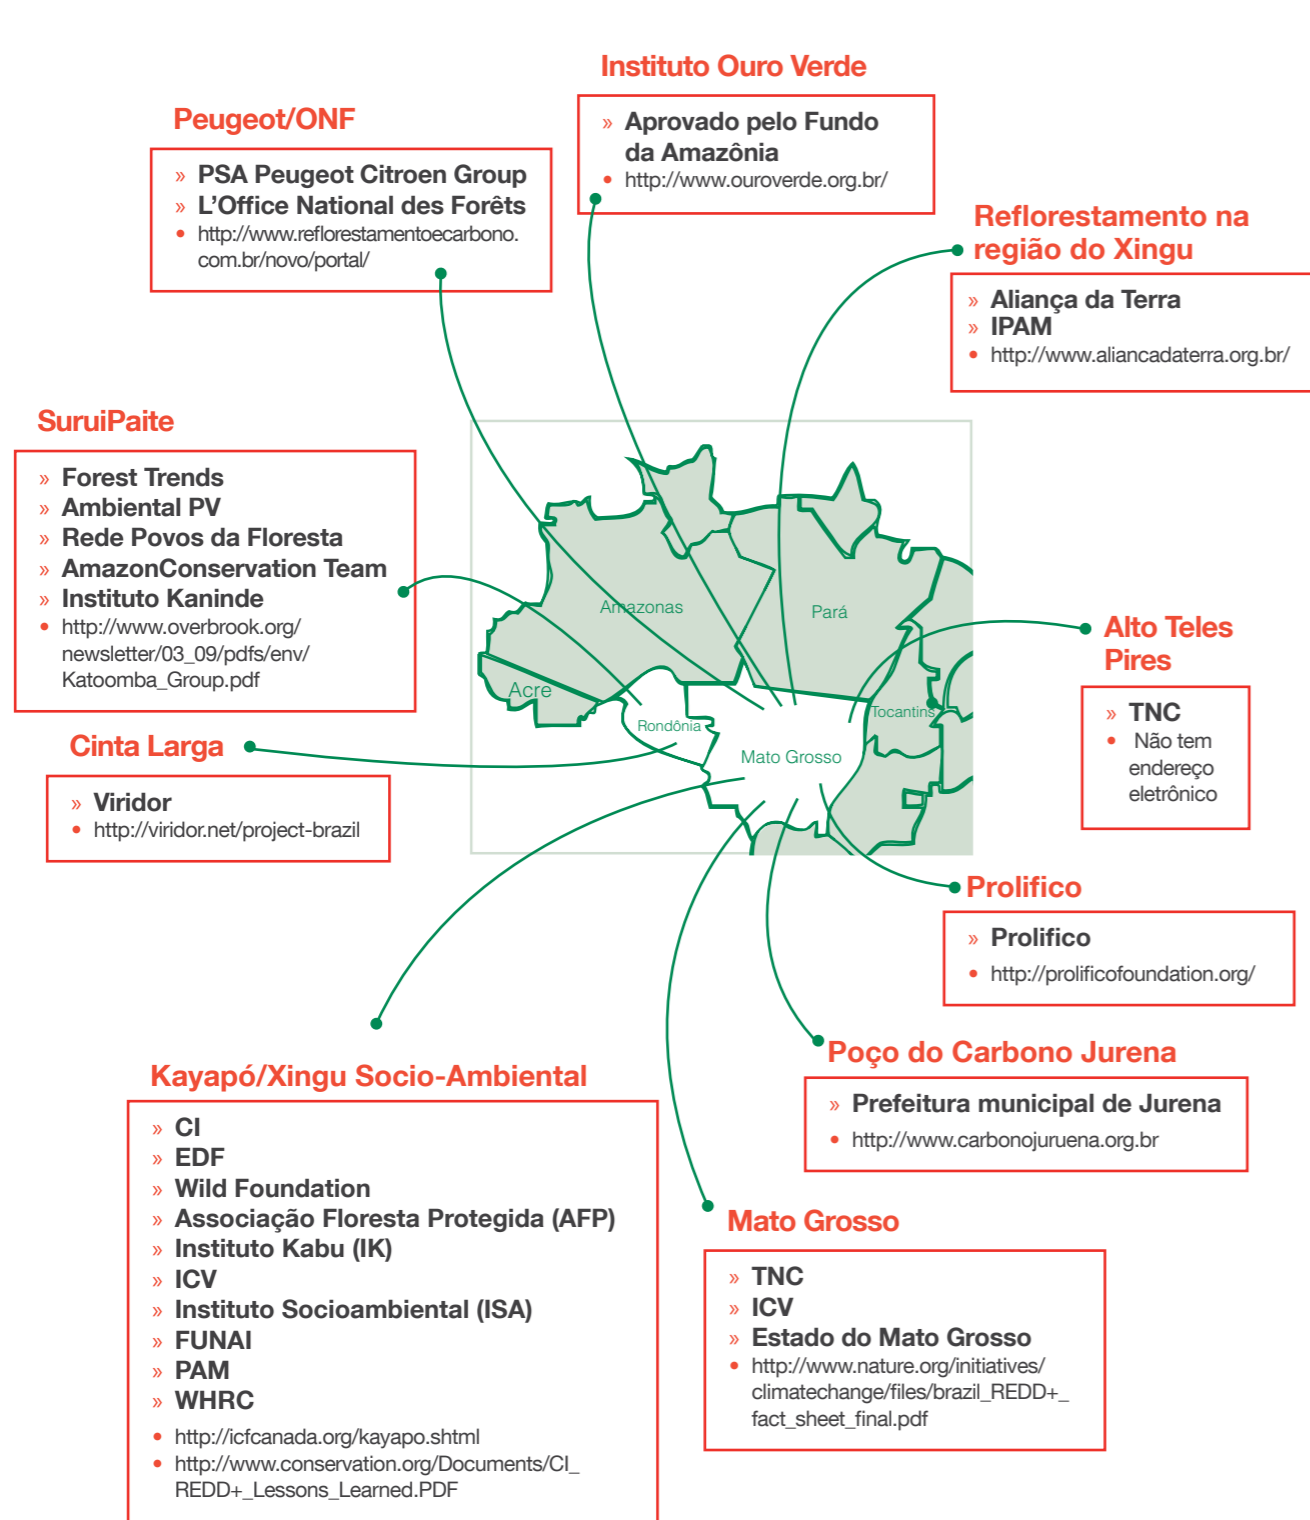 Instituto Ouro Verde
» Aprovado pelo Fundo
da Amazônia
• http://www.ouroverde.org.br/
Peugeot/ONF
» PSA Peugeot Citroen Group
» L’Office National des Forêts
• http://www.reflorestamentoecarbono.
com.br/novo/portal/
Reflorestamento na
região do Xingu
» Aliança da Terra
» IPAM
• http://www.aliancadaterra.org.br/
SuruiPaite
» Forest Trends
» Ambiental PV
» Rede Povos da Floresta
» AmazonConservation Team
» Instituto Kaninde
• http://www.overbrook.org/
newsletter/03_09/pdfs/env/
Katoomba_Group.pdf
Amazonas
Pará
Acre
Rondônia
Tocantins
Mato Grosso
Alto Teles
Pires
» TNC
• Não tem
endereço
eletrônico
Cinta Larga
» Viridor
• http://viridor.net/project-brazil
Prolifico
» Prolifico
• http://prolificofoundation.org/
Poço do Carbono Jurena
» Prefeitura municipal de Jurena
• http://www.carbonojuruena.org.br
Kayapó/Xingu Socio-Ambiental
» CI
» EDF
» Wild Foundation
» Associação Floresta Protegida (AFP)
» Instituto Kabu (IK)
» ICV
» Instituto Socioambiental (ISA)
» FUNAI
» PAM
» WHRC
• http://icfcanada.org/kayapo.shtml
• http://www.conservation.org/Documents/CI_
REDD+_Lessons_Learned.PDF
Mato Grosso
» TNC
» ICV
» Estado do Mato Grosso
• http://www.nature.org/initiatives/
climatechange/files/brazil_REDD+_
fact_sheet_final.pdf